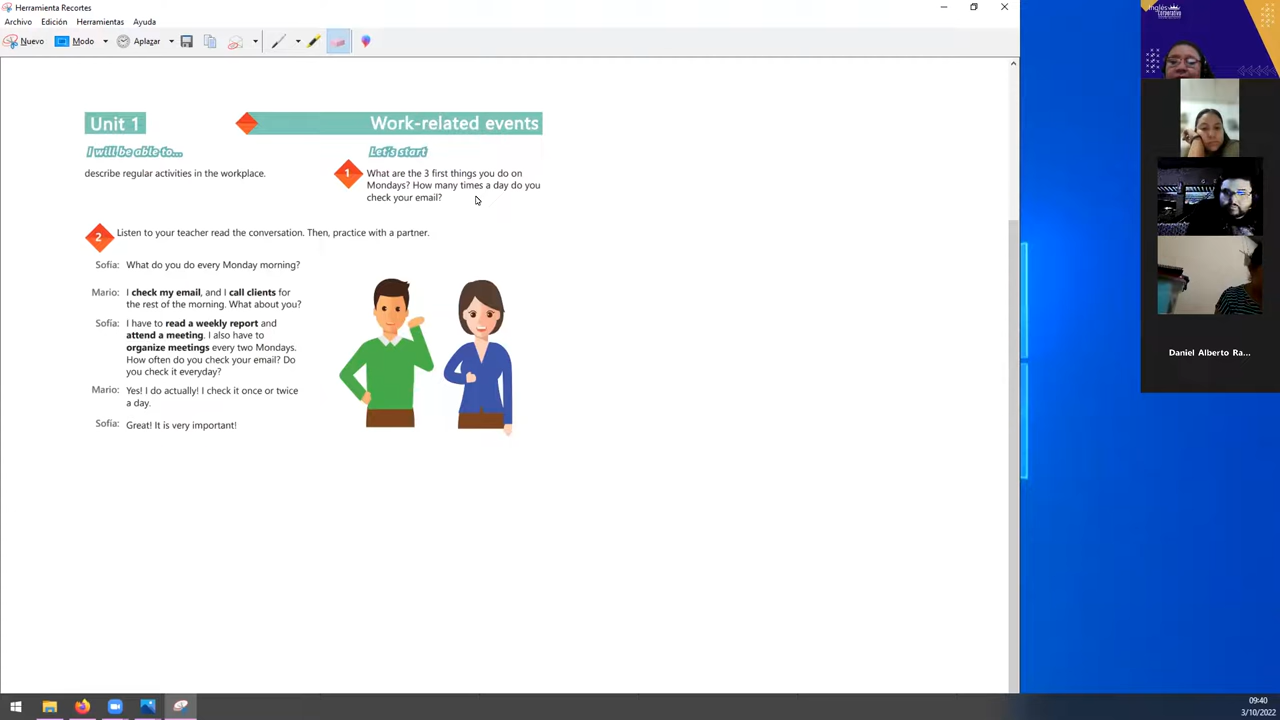 Herramienta Recortes
Archivo Edición Herramientas Ayuda
Nuevo Modo Aplazar
Unit 1
Work-related events
I will be able to...
Let's start
describe regular activities in the workplace.
1
What are the 3 first things you do on
Mondays? How many times a day do you
check your email?
2
Listen to your teacher read the conversation. Then, practice with a partner.
Sofía: What do you do every Monday morning?
Mario: I check my email, and I call clients for
the rest of the morning. What about you?
Sofía: I have to read a weekly report and
attend a meeting. I also have to
organize meetings every two Mondays.
How often do you check your email? Do
you check it everyday?
Mario: Yes! I do actually! I check it once or twice
a day.
Sofía: Great! It is very important!
Inglés
corporativo
Daniel Alberto Ra...
09:40
3/10/2022